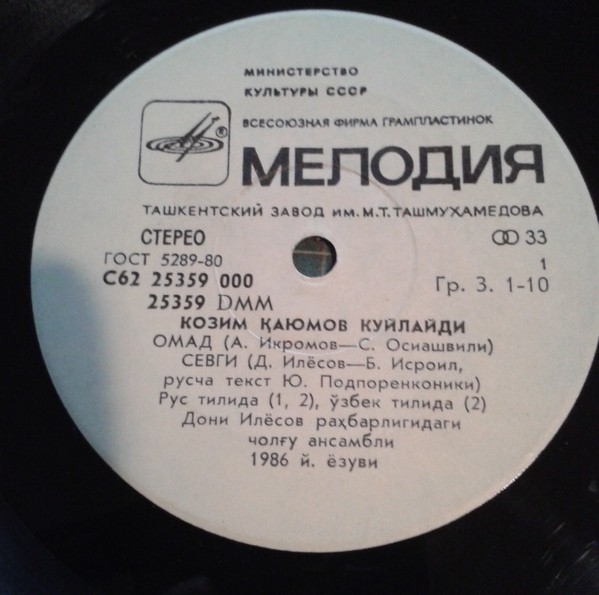 МИНИСТЕРСТВО
КУЛЬТУРЫ СССР
ВСЕСОЮЗНАЯ ФИРМА ГРАМПЛАСТИНОК
®
МЕЛОДИЯ
ТАШКЕНТСКИЙ ЗАВОД ИМ. М.Т. ТАШМУХАМЕДОВА
СТЕРЕО 33
ГОСТ 5289-80 1
С62 25359 000 Гр. 3. 1-10
25359 DMM
КОЗИМ ҚАЮМОВ КУЙЛАЙДИ
ОМАД (А. Икромов—С. Осиашвили)
СЕВГИ (Д. Илёсов—Б. Исроил,
русча текст Ю. Подпоренконики)
Рус тилида (1, 2), ўзбек тилида (2)
Дони Илёсов раҳбарлигидаги
чолғу ансамбли
1986 й. ёзуви